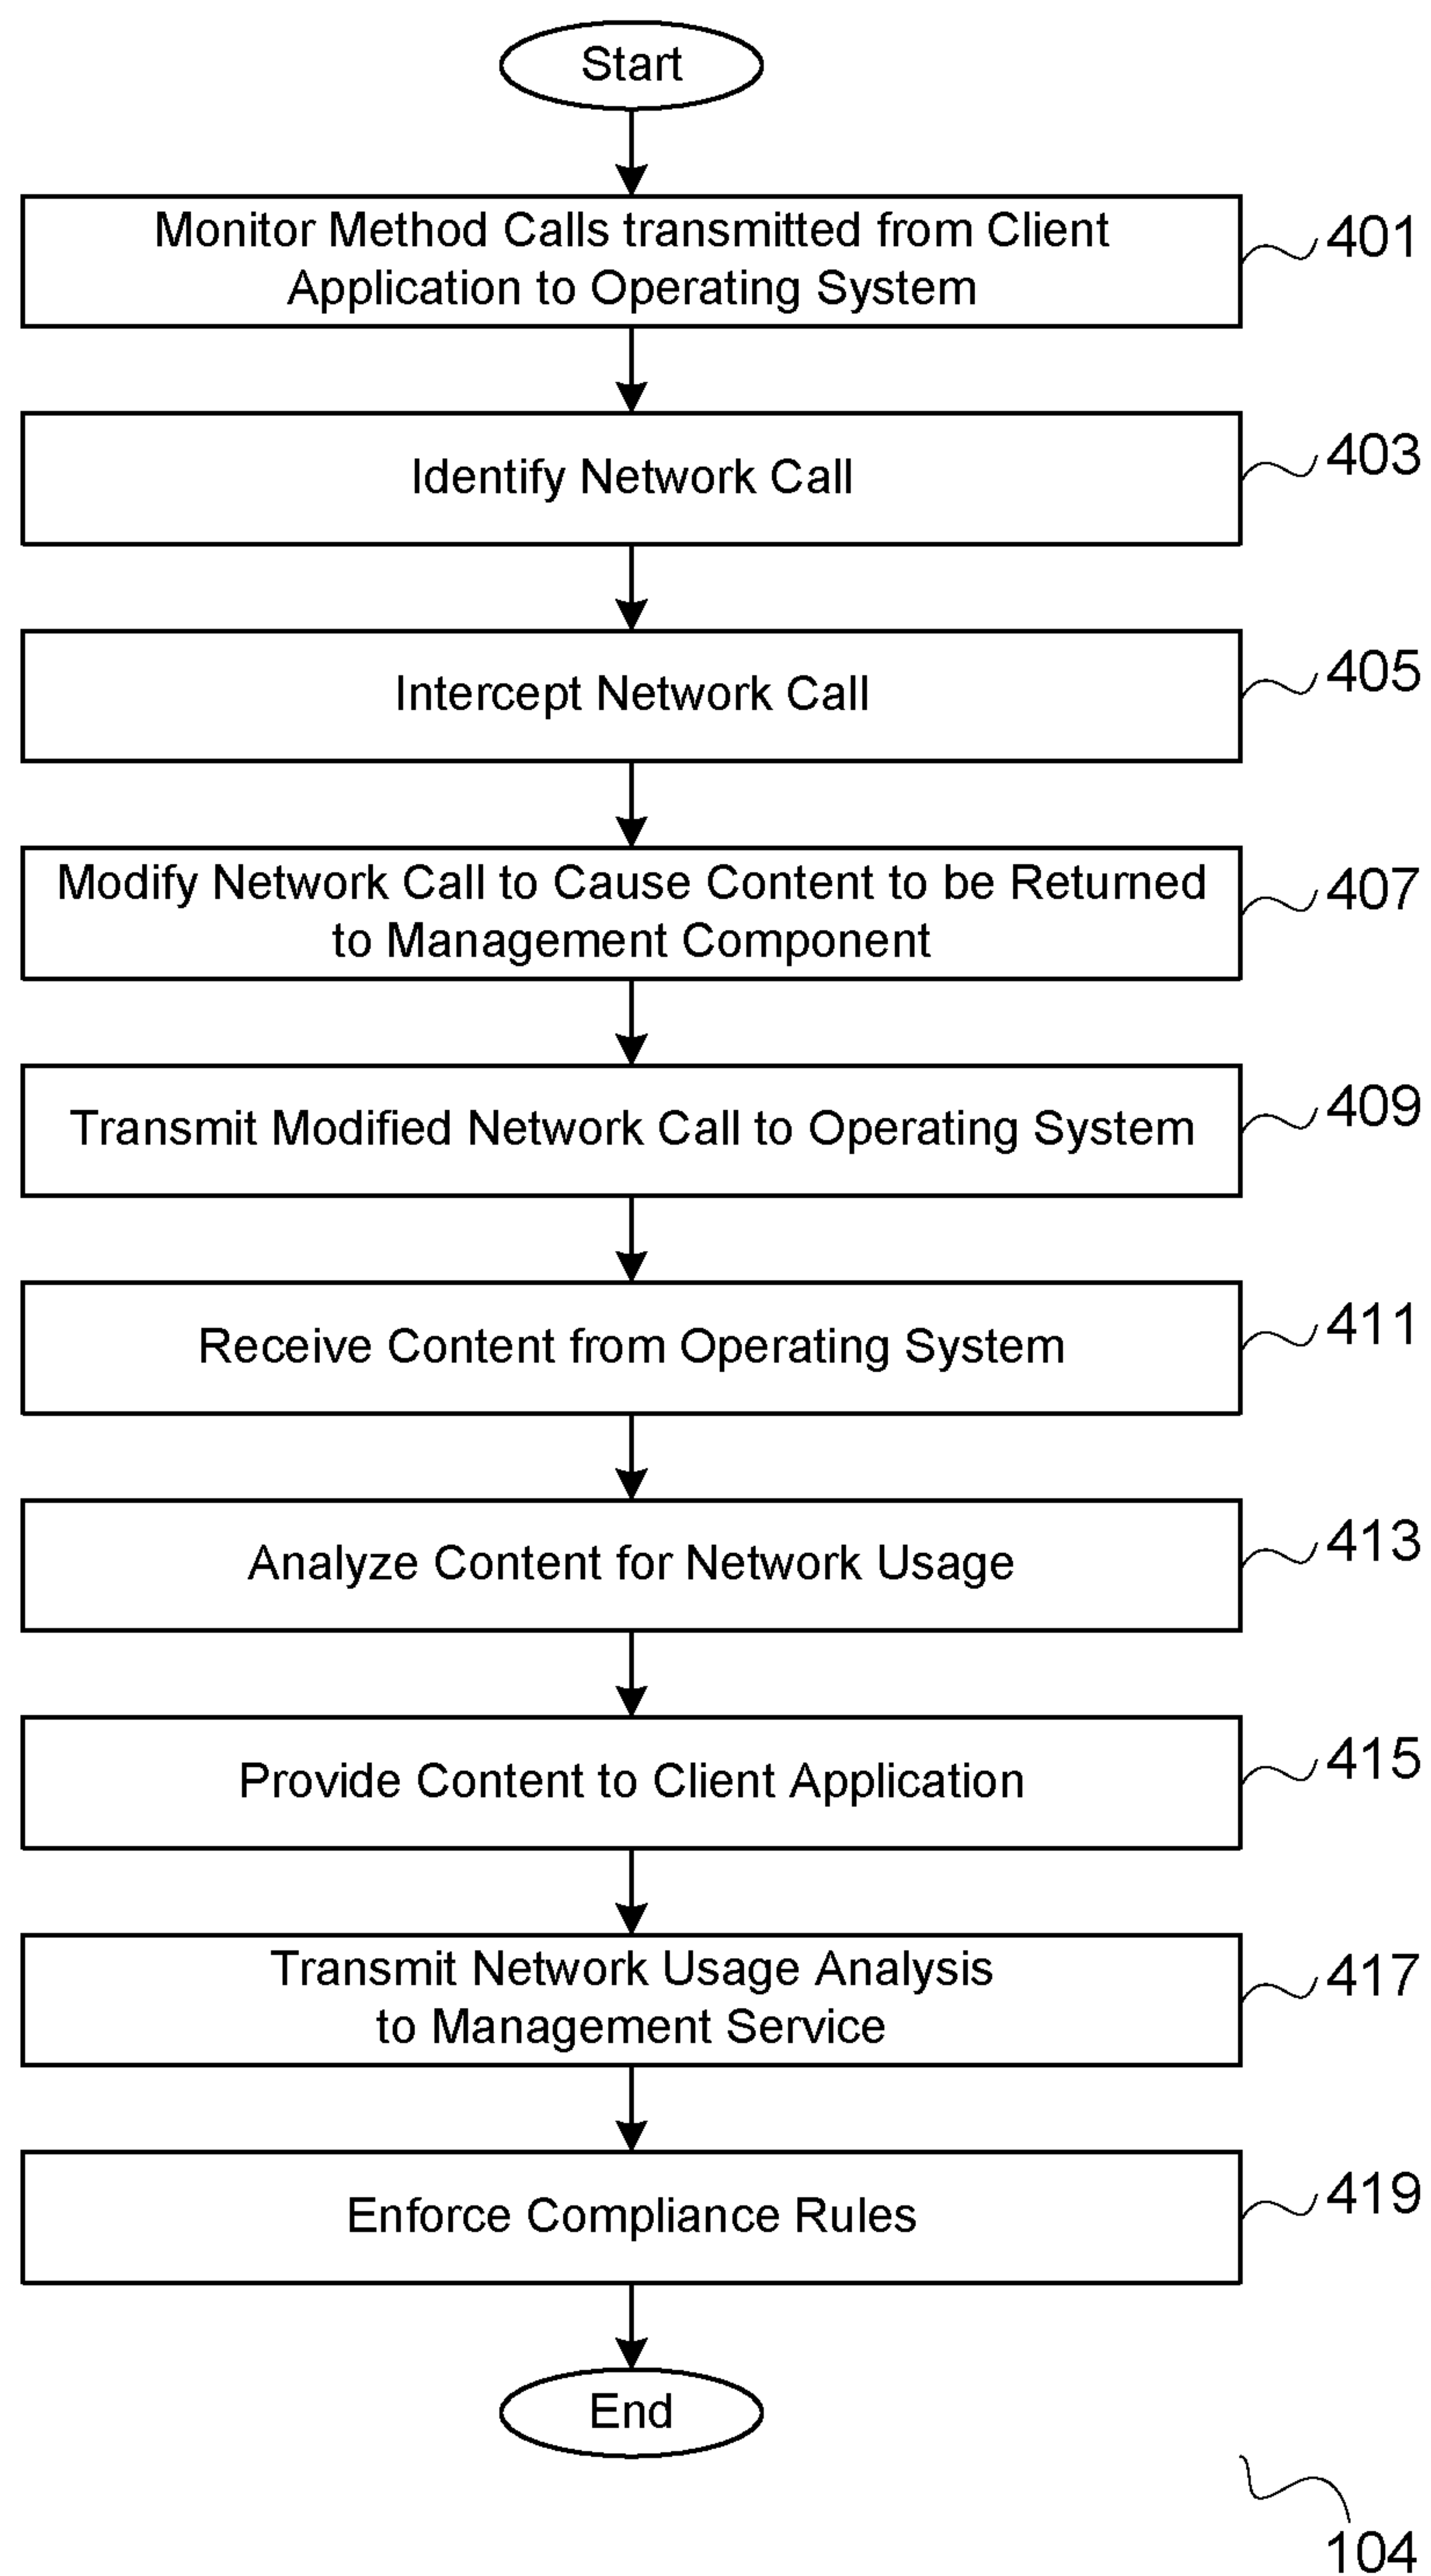 Start
Monitor Method Calls transmitted from Client
Application to Operating System
401
Identify Network Call
403
Intercept Network Call
405
Modify Network Call to Cause Content to be Returned
to Management Component
407
Transmit Modified Network Call to Operating System
409
Receive Content from Operating System
411
Analyze Content for Network Usage
413
Provide Content to Client Application
415
Transmit Network Usage Analysis
to Management Service
417
Enforce Compliance Rules
419
End
104